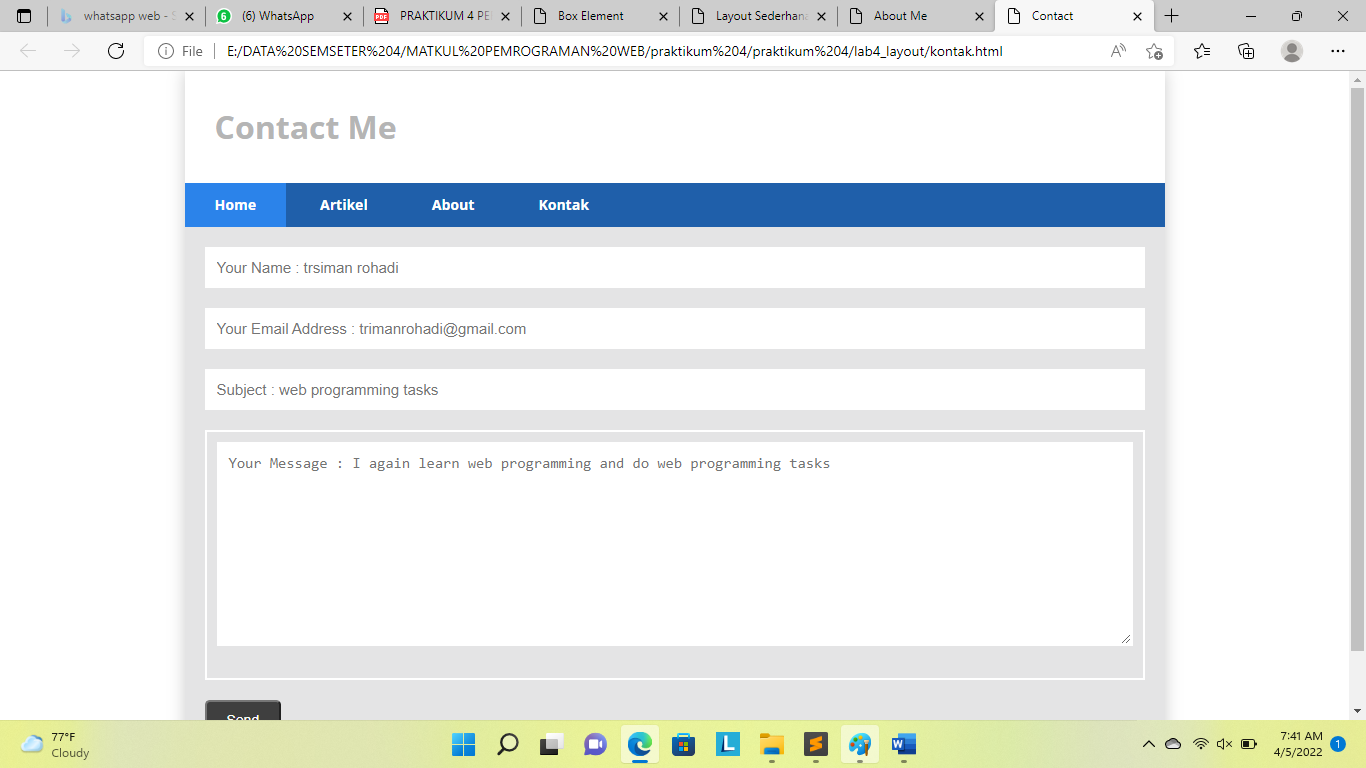 whatsapp web - S
(6) WhatsApp
PRAKTIKUM 4 PE
Box Element
Layout Sederhana
About Me
Contact
File
E:/DATA%20SEMSETER%204/MATKUL%20PEMROGRAMAN%20WEB/praktikum%204/praktikum%204/lab4_layout/kontak.html
Contact Me
Home Artikel About Kontak
Your Name : trsiman rohadi
Your Email Address : trimanrohadi@gmail.com
Subject : web programming tasks
Your Message : I again learn web programming and do web programming tasks
Send
77°F
Cloudy
7:41 AM
4/5/2022
1